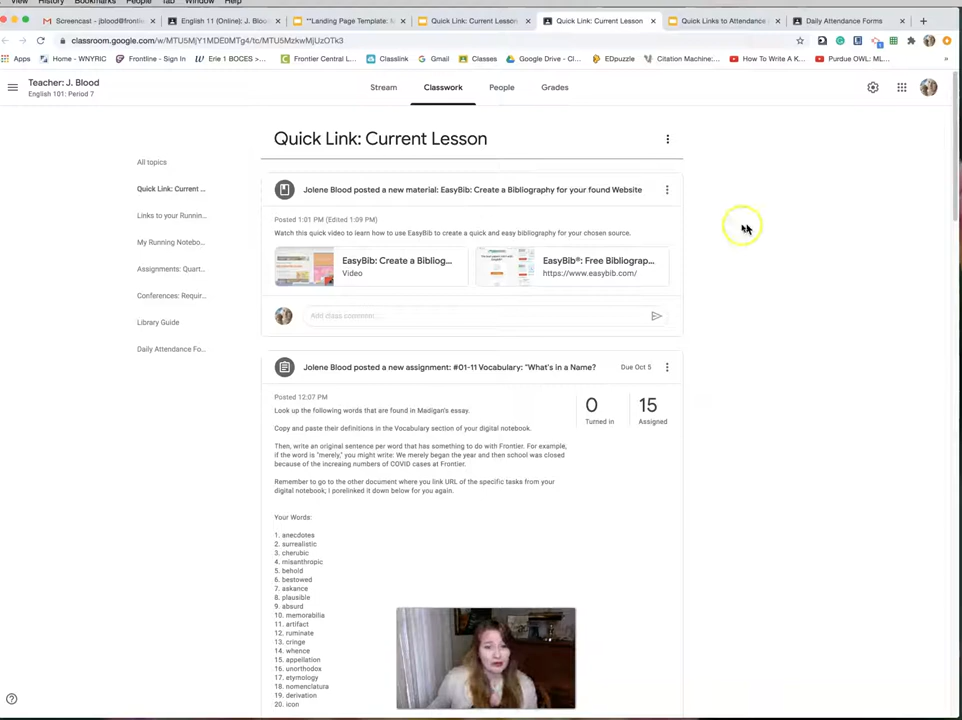 View History Bookmarks People Tab Window Help
Screencast - jblood@fronti
English 11 (Online): J. Bloo
**Landing Page Template: M
Quick Link: Current Lesson
Quick Link: Current Lesson
Quick Links to Attendance
Daily Attendance Forms
classroom.google.com/w/MTU5MjY1MDE0MTg4/tc/MTU5MzkwMjUzOTk3
Apps Home - WNYRIC Frontline - Sign In Erie 1 BOCES >... Frontier Central L... Classlink Gmail Classes Google Drive - Cl... EDpuzzle Citation Machine:... How To Write A K... Purdue OWL: ML...
Teacher: J. Blood
English 101: Period 7
Stream Classwork People Grades
Quick Link: Current Lesson
All topics
Quick Link: Current ...
Links to your Runnin...
My Running Notebo...
Assignments: Quart...
Conferences: Requir...
Library Guide
Daily Attendance Fo...
Jolene Blood posted a new material: EasyBib: Create a Bibliography for your found Website
Posted 1:01 PM (Edited 1:09 PM)
Watch this quick video to learn how to use EasyBib to create a quick and easy bibliography for your chosen source.
EasyBib: Create a Bibliog...
Video
EasyBib®: Free Bibliograp...
https://www.easybib.com/
Add class comment...
Jolene Blood posted a new assignment: #01-11 Vocabulary: "What's in a Name?
Due Oct 5
Posted 12:07 PM
0
Turned in
15
Assigned
Look up the following words that are found in Madigan's essay.
Copy and paste their definitions in the Vocabulary section of your digital notebook.
Then, write an original sentence per word that has something to do with Frontier. For example,
if the word is "merely," you might write: We merely began the year and then school was closed
because of the increaing numbers of COVID cases at Frontier.
Remember to go to the other document where you link URL of the specific tasks from your
digital notebook; I porelinked it down below for you again.
Your Words:
1. anecdotes
2. surrealistic
3. cherubic
4. misanthropic
5. behold
6. bestowed
7. askance
8. plausible
9. absurd
10. memorabilia
11. artifact
12. ruminate
13. cringe
14. whence
15. appellation
16. unorthodox
17. etymology
18. nomenclatura
19. derivation
20. icon